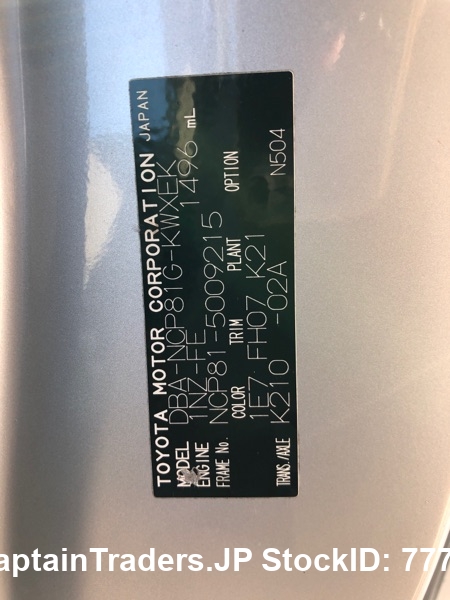 TOYOTA MOTOR CORPORATION JAPAN
MODEL DBA-NCP81G-KWXEK
ENGINE 1NZ-FE 1496 mL
FRAME No. NCP81-5009215
COLOR TRIM PLANT OPTION
1E7 FH07 K21
TRANS./AXLE K210 -02A N504
aptainTraders.JP StockID: 777